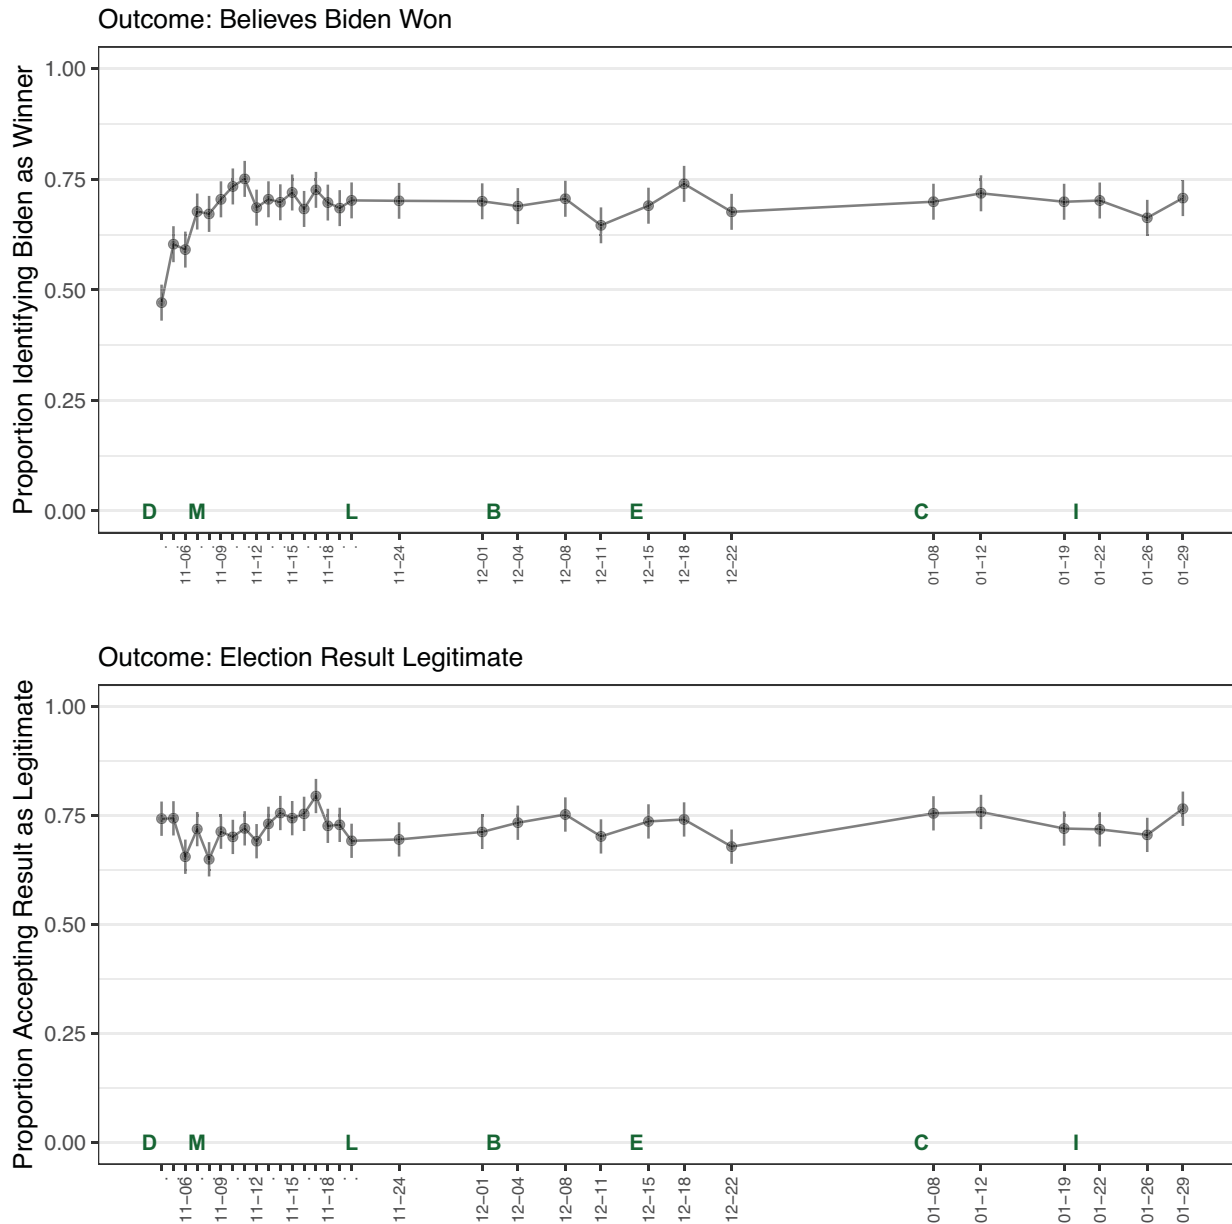 Outcome: Believes Biden Won
Proportion Identifying Biden as Winner
1.00
0.75
0.50
0.25
0.00
D M L B E C I
11−06 11−09 11−12 11−15 11−18 11−24 12−01 12−04 12−08 12−11 12−15 12−18 12−22 01−08 01−12 01−19 01−22 01−26 01−29
Outcome: Election Result Legitimate
Proportion Accepting Result as Legitimate
1.00
0.75
0.50
0.25
0.00
D M L B E C I
11−06 11−09 11−12 11−15 11−18 11−24 12−01 12−04 12−08 12−11 12−15 12−18 12−22 01−08 01−12 01−19 01−22 01−26 01−29